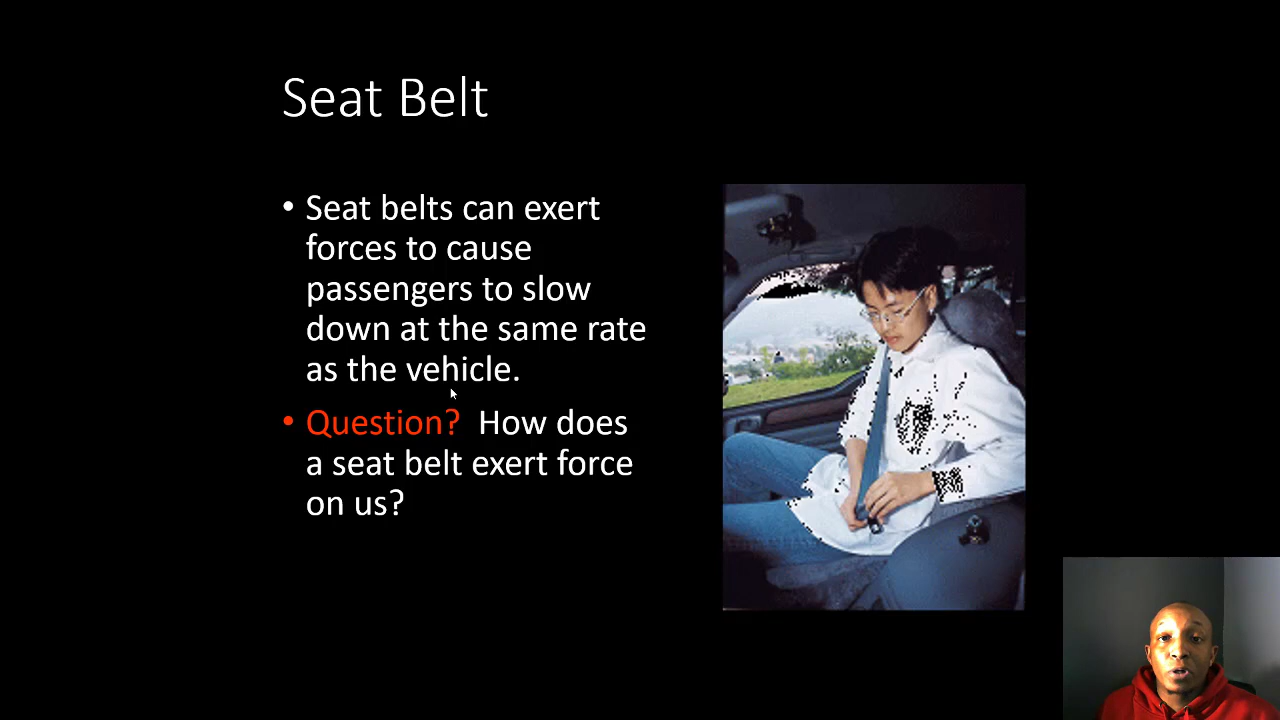 Seat Belt
• Seat belts can exert
forces to cause
passengers to slow
down at the same rate
as the vehicle.
• Question?  How does
a seat belt exert force
on us?